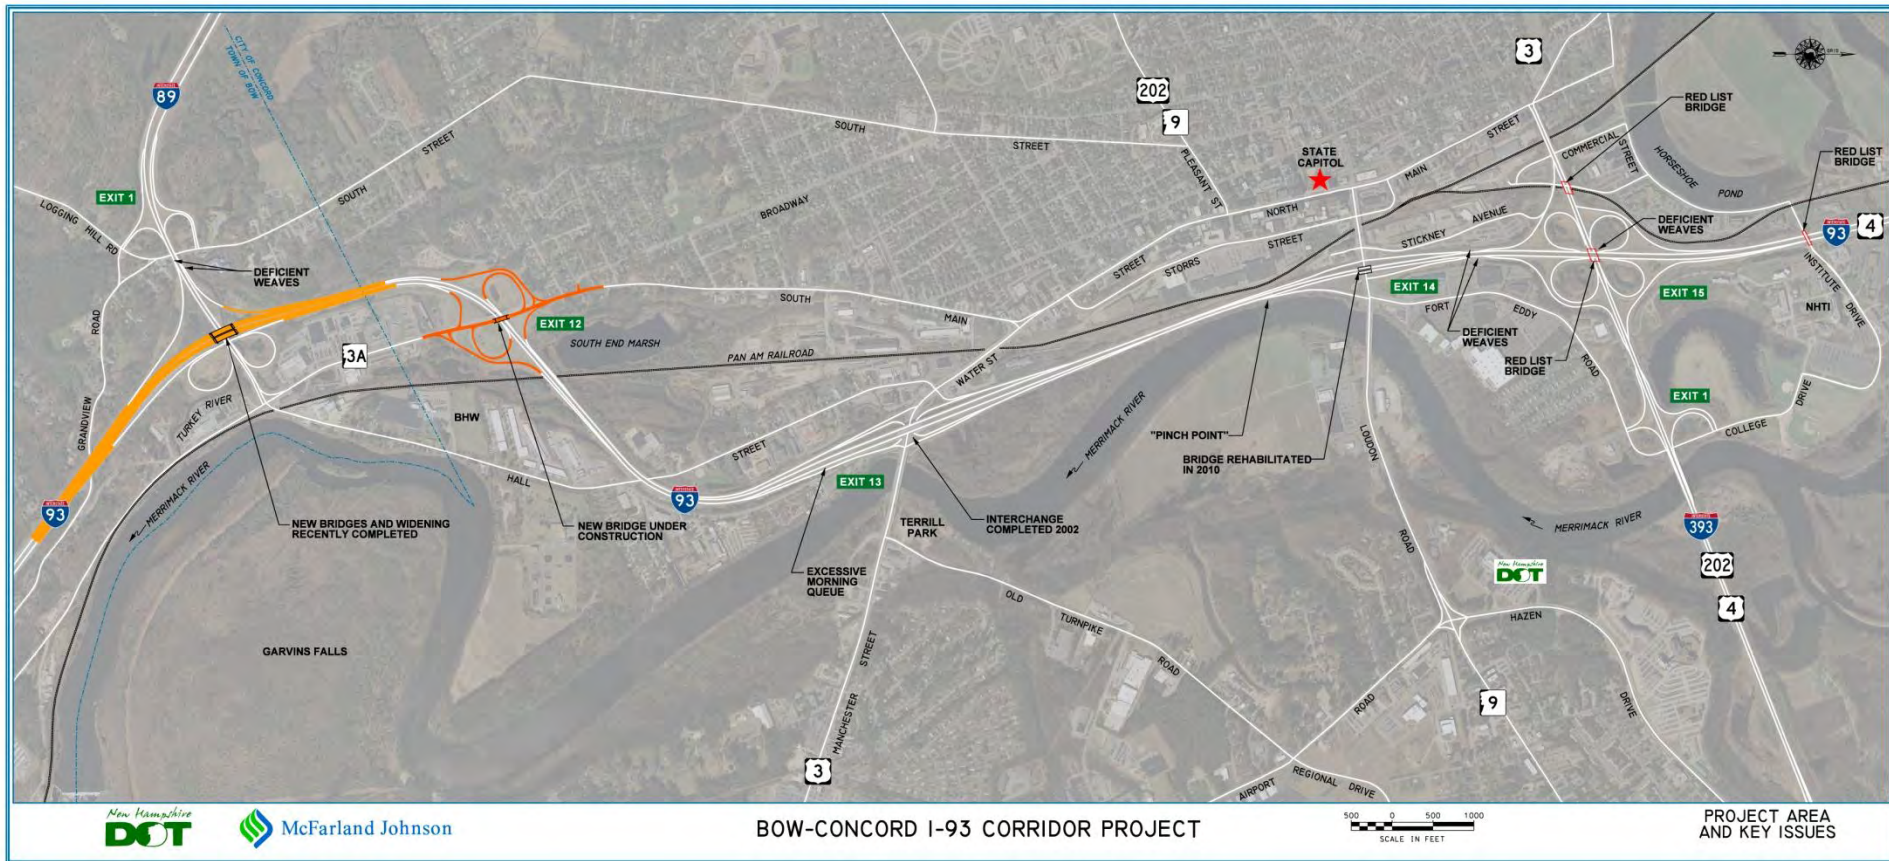 3
RED LIST
BRIDGE
89
CITY OF CONCORD
TOWN OF BOW
202
9
SOUTH
STREET
STREET
COMMERCIAL
STREET
HORSESHOE
POND
RED LIST
BRIDGE
STATE
CAPITOL
MAIN
STREET
PLEASANT ST
EXIT 1
SOUTH
STREET
BROADWAY
NORTH
AVENUE
STICKNEY
DEFICIENT
WEAVES
93
4
LOGGING HILL RD
DEFICIENT
WEAVES
STREET
STORRS
STREET
INSTITUTE DRIVE
EXIT 14
EXIT 15
NHTI
ROAD
SOUTH
MAIN
FORT
EDDY
ROAD
EXIT 12
3A
SOUTH END MARSH
PAN AM RAILROAD
DEFICIENT
WEAVES
RED LIST
BRIDGE
WATER ST
EXIT 1
DRIVE
COLLEGE
GRANDVIEW
TURKEY RIVER
BHW
STREET
MERRIMACK RIVER
"PINCH POINT"
BRIDGE REHABILITATED
IN 2010
LOUDON
HALL
EXIT 13
93
93
MERRIMACK RIVER
NEW BRIDGES AND WIDENING
RECENTLY COMPLETED
NEW BRIDGE UNDER
CONSTRUCTION
TERRILL
PARK
INTERCHANGE
COMPLETED 2002
ROAD
MERRIMACK RIVER
393
EXCESSIVE
MORNING
QUEUE
202
New Hampshire
DOT
OLD
TURNPIKE
ROAD
HAZEN
DRIVE
4
GARVINS FALLS
STREET
MANCHESTER
3
ROAD
9
AIRPORT
REGIONAL DRIVE
New Hampshire
DOT
McFarland Johnson
BOW-CONCORD I-93 CORRIDOR PROJECT
500 0 500 1000
SCALE IN FEET
PROJECT AREA
AND KEY ISSUES